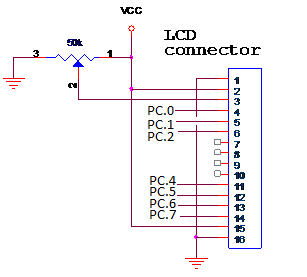 VCC
LCD
connector
3 50k 1
2
1
2
3
PC.0 4
PC.1 5
PC.2 6
7
8
9
10
PC.4 11
PC.5 12
PC.6 13
PC.7 14
15
16